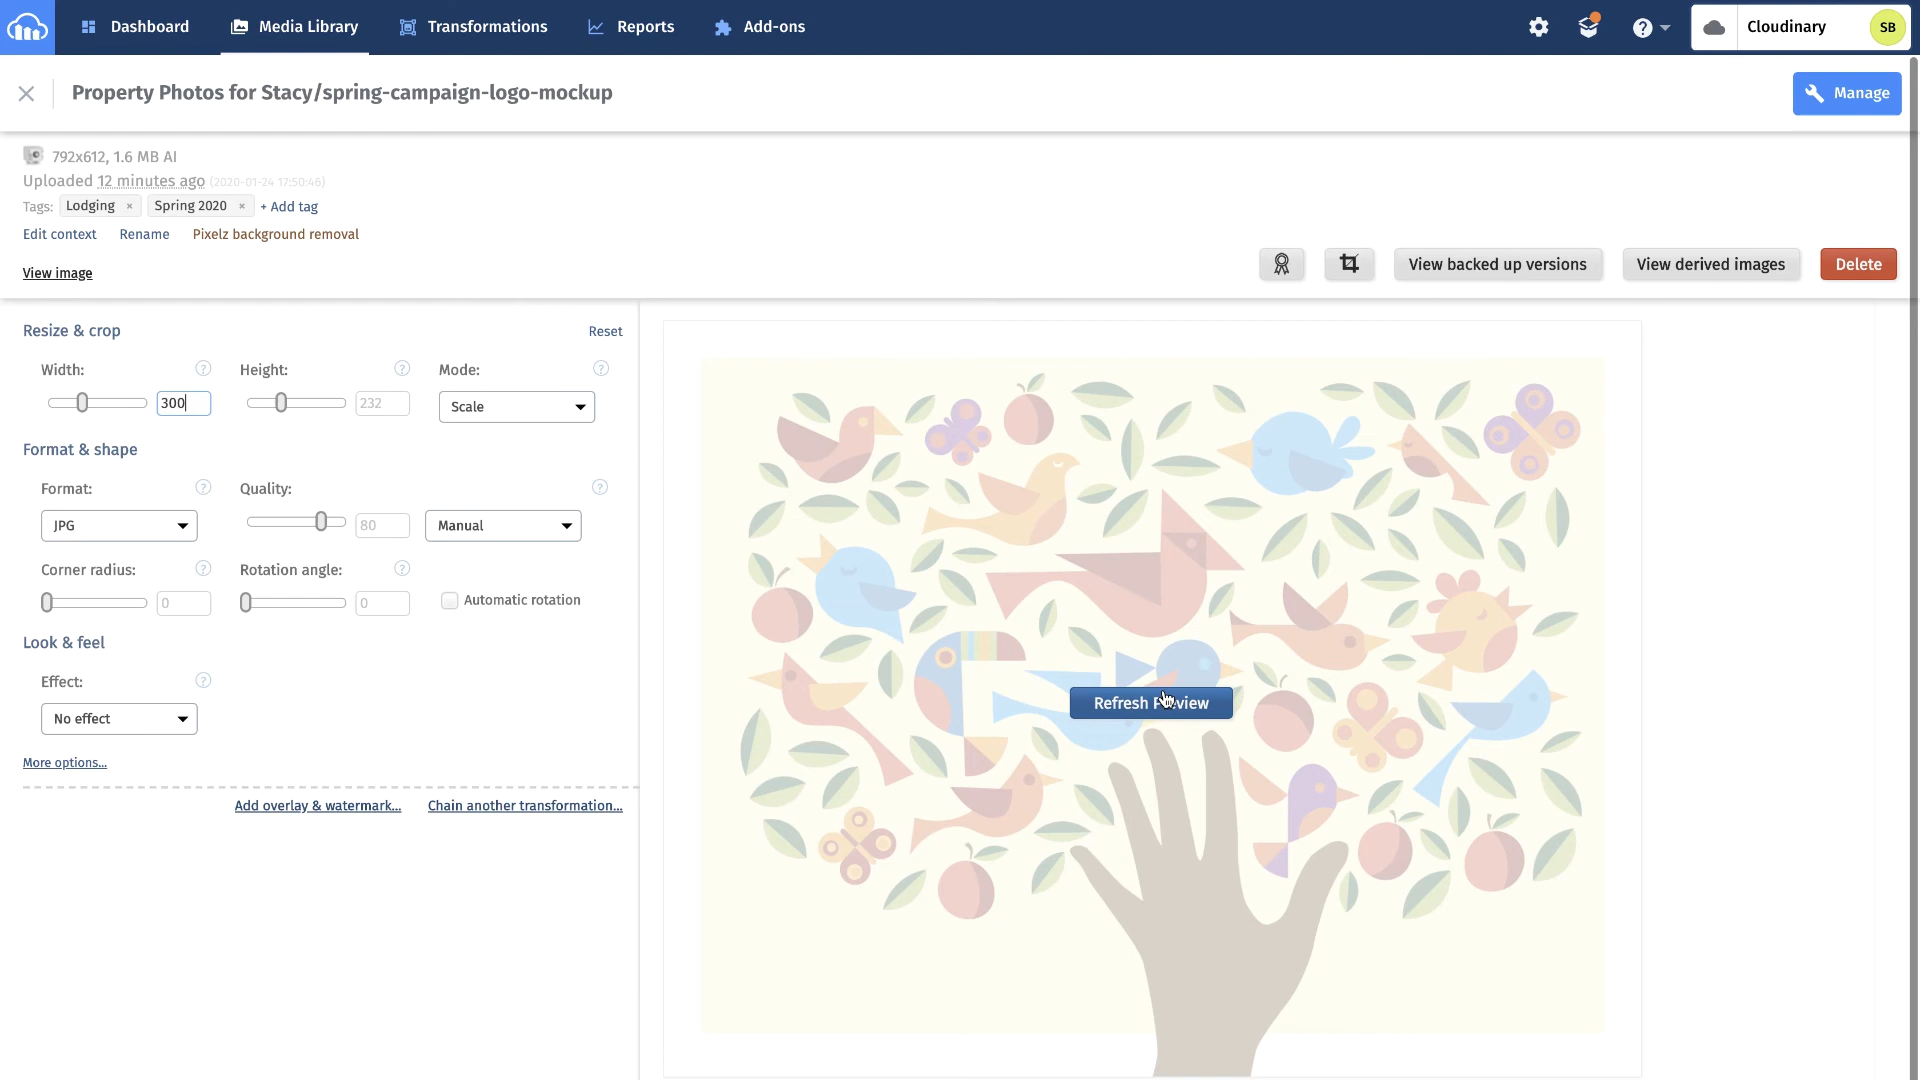 Dashboard Media Library Transformations Reports Add-ons Cloudinary SB
Property Photos for Stacy/spring-campaign-logo-mockup Manage
792x612, 1.6 MB AI
Uploaded 12 minutes ago (2020-01-24 17:50:46)
Tags: Lodging × Spring 2020 × + Add tag
Edit context Rename Pixelz background removal
View image View backed up versions View derived images Delete
Resize & crop Reset
Width: ? Height: ? Mode: ?
300 232 Scale
Format & shape
Format: ? Quality: ?
JPG 80 Manual
Corner radius: ? Rotation angle: ?
0 0 Automatic rotation
Look & feel
Effect: ?
No effect
Refresh
More options...
Add overlay & watermark... Chain another transformation...